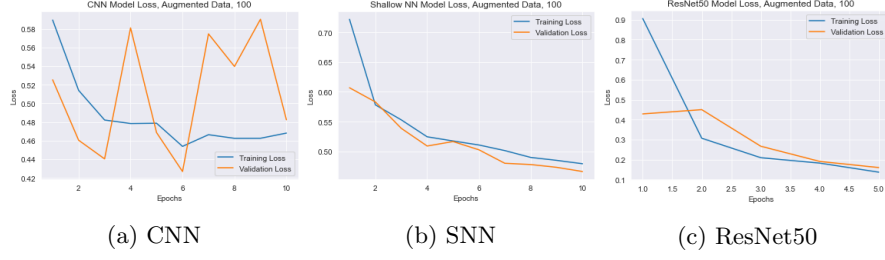 CNN Model Loss, Augmented Data, 100
Loss
0.58
0.56
0.54
0.52
0.50
0.48
0.46
0.44
0.42
Training Loss
Validation Loss
2
4
6
8
10
Epochs
(a) CNN
Shallow NN Model Loss, Augmented Data, 100
Loss
0.70
0.65
0.60
0.55
0.50
Training Loss
Validation Loss
2
4
6
8
10
Epochs
(b) SNN
ResNet50 Model Loss, Augmented Data, 100
Loss
0.9
0.8
0.7
0.6
0.5
0.4
0.3
0.2
0.1
Training Loss
Validation Loss
1.0
1.5
2.0
2.5
3.0
3.5
4.0
4.5
5.0
Epochs
(c) ResNet50